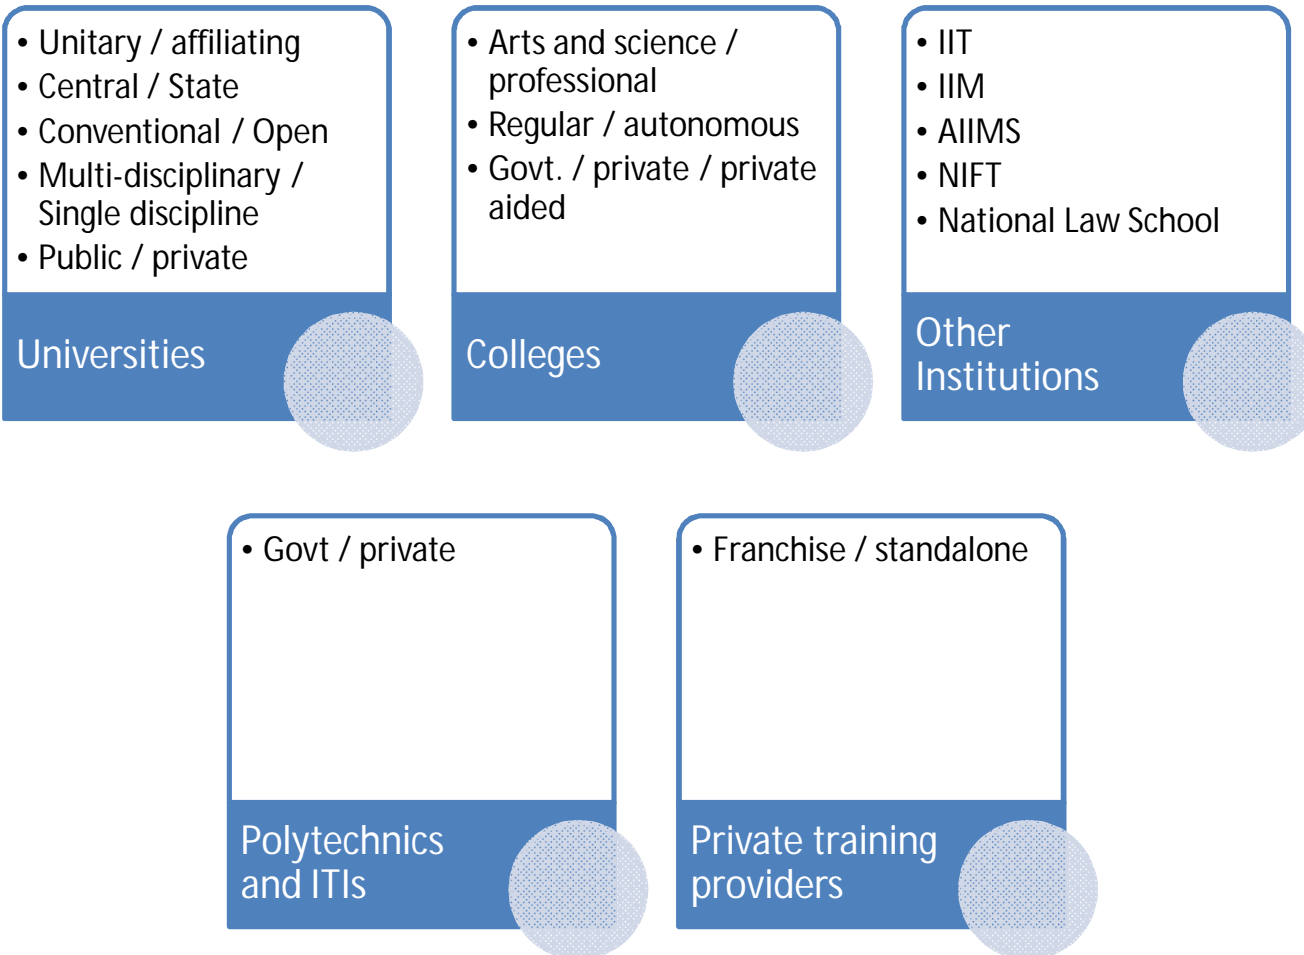 • Unitary / affiliating
• Central / State
• Conventional / Open
• Multi-disciplinary /
Single discipline
• Public / private
Universities
• Arts and science /
professional
• Regular / autonomous
• Govt. / private / private
aided
Colleges
• IIT
• IIM
• AIIMS
• NIFT
• National Law School
Other
Institutions
• Govt / private
Polytechnics
and ITIs
• Franchise / standalone
Private training
providers